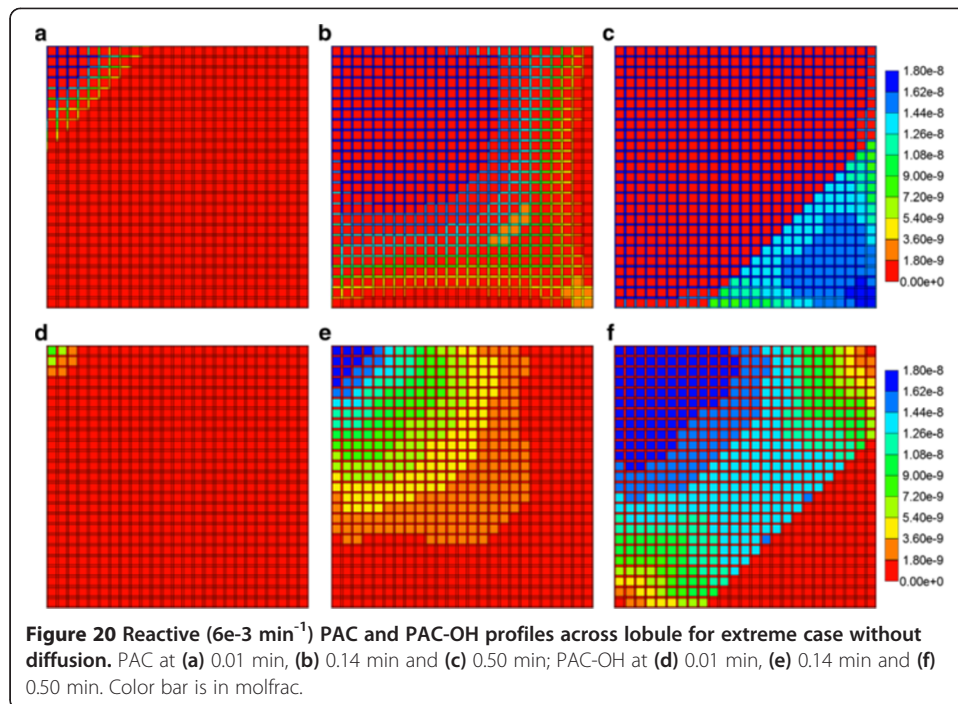 a
b
c
1.80e-8
1.62e-8
1.44e-8
1.26e-8
1.08e-8
9.00e-9
7.20e-9
5.40e-9
3.60e-9
1.80e-9
0.00e+0
d
e
f
1.80e-8
1.62e-8
1.44e-8
1.26e-8
1.08e-8
9.00e-9
7.20e-9
5.40e-9
3.60e-9
1.80e-9
0.00e+0
Figure 20 Reactive (6e-3 min⁻¹) PAC and PAC-OH profiles across lobule for extreme case without
diffusion. PAC at (a) 0.01 min, (b) 0.14 min and (c) 0.50 min; PAC-OH at (d) 0.01 min, (e) 0.14 min and (f)
0.50 min. Color bar is in molfrac.